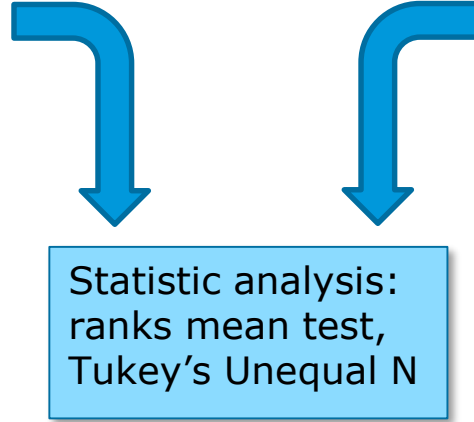 Statistic analysis:
ranks mean test,
Tukey’s Unequal N